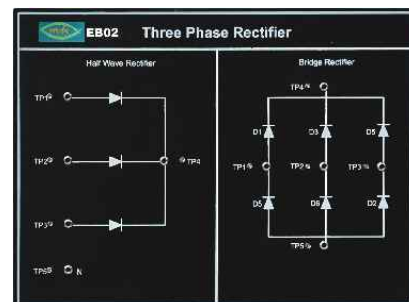 EB02 Three Phase Rectifier
Half Wave Rectifier
TP1
TP2
TP4
TP3
TP5
N
Bridge Rectifier
TP4
D1
D3
D5
TP1
TP2
TP3
D5
D6
D2
TP5